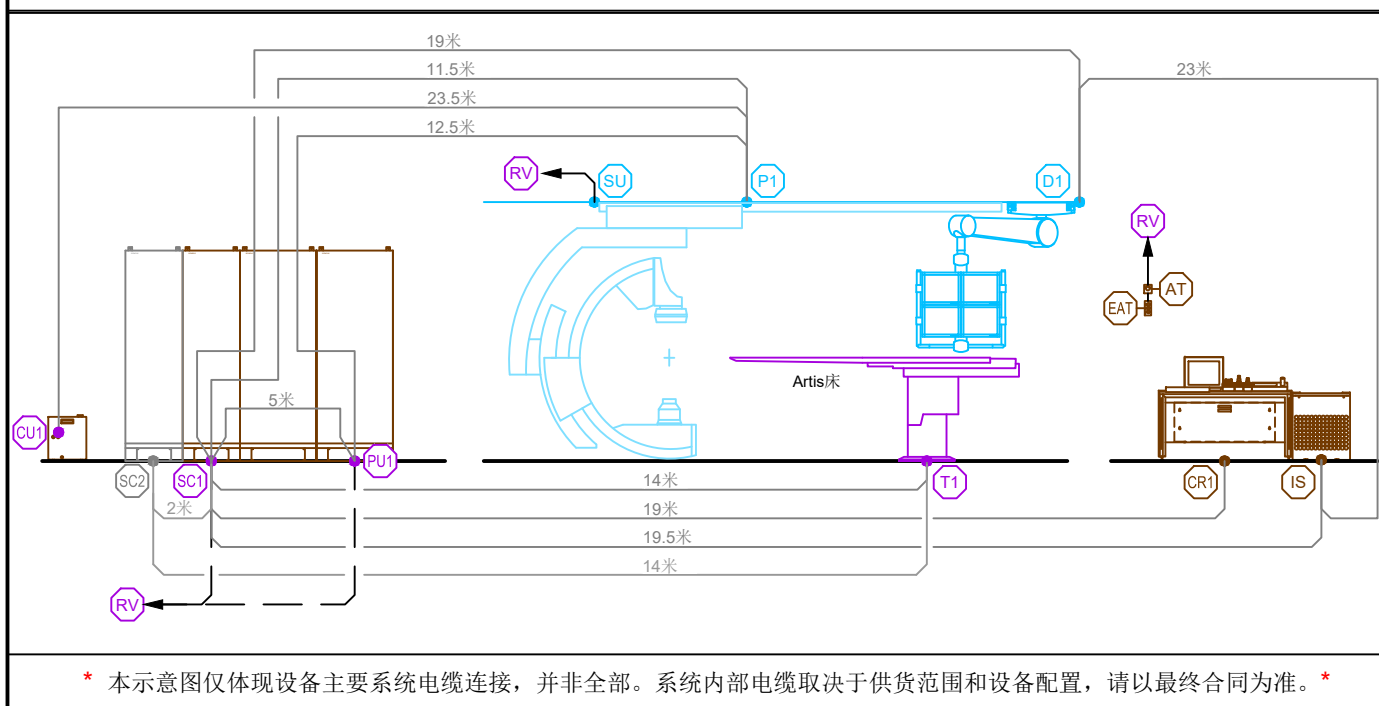 19米
11.5米
23米
23.5米
12.5米
RV
SU
P1
D1
RV
AT
EAT
Artis床
5米
CU1
SC2
SC1
PU1
T1
CR1
IS
14米
2米
19米
19.5米
14米
RV
* 本示意图仅体现设备主要系统电缆连接，并非全部。系统内部电缆取决于供货范围和设备配置，请以最终合同为准。*